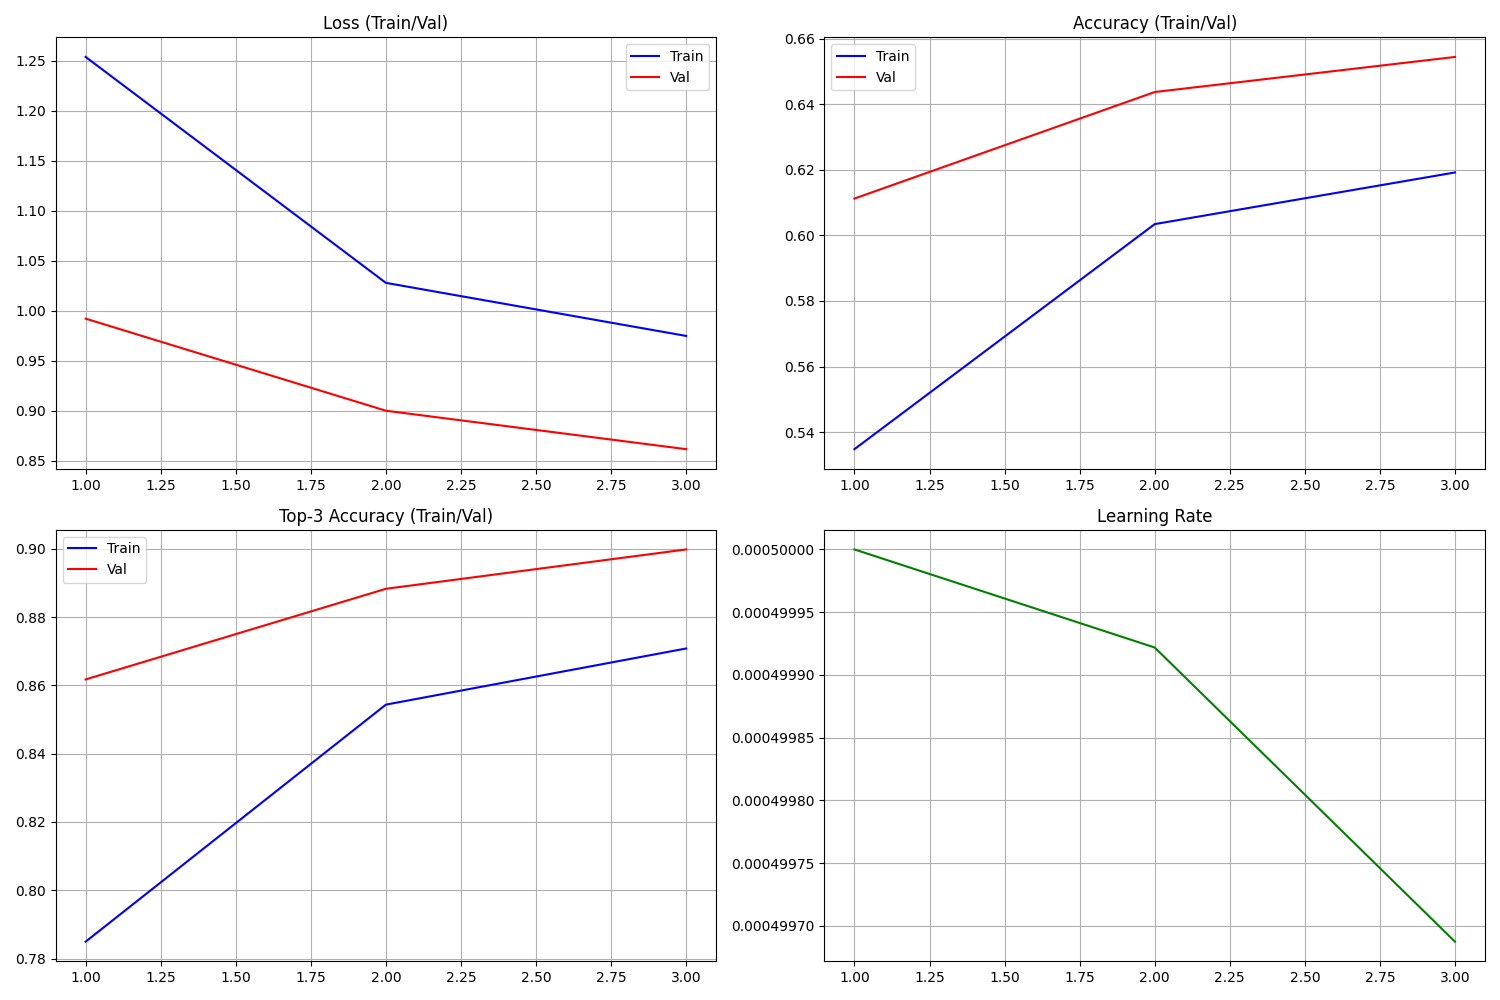 Loss (Train/Val)
Train
Val
1.25
1.20
1.15
1.10
1.05
1.00
0.95
0.90
0.85
1.00 1.25 1.50 1.75 2.00 2.25 2.50 2.75 3.00
Accuracy (Train/Val)
Train
Val
0.66
0.64
0.62
0.60
0.58
0.56
0.54
1.00 1.25 1.50 1.75 2.00 2.25 2.50 2.75 3.00
Top-3 Accuracy (Train/Val)
Train
Val
0.90
0.88
0.86
0.84
0.82
0.80
0.78
1.00 1.25 1.50 1.75 2.00 2.25 2.50 2.75 3.00
Learning Rate
0.00050000
0.00049995
0.00049990
0.00049985
0.00049980
0.00049975
0.00049970
1.00 1.25 1.50 1.75 2.00 2.25 2.50 2.75 3.00